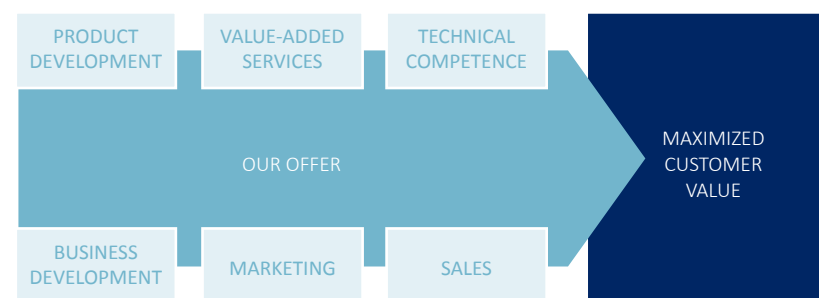 PRODUCT
DEVELOPMENT
VALUE-ADDED
SERVICES
TECHNICAL
COMPETENCE
OUR OFFER
MAXIMIZED
CUSTOMER
VALUE
BUSINESS
DEVELOPMENT
MARKETING
SALES